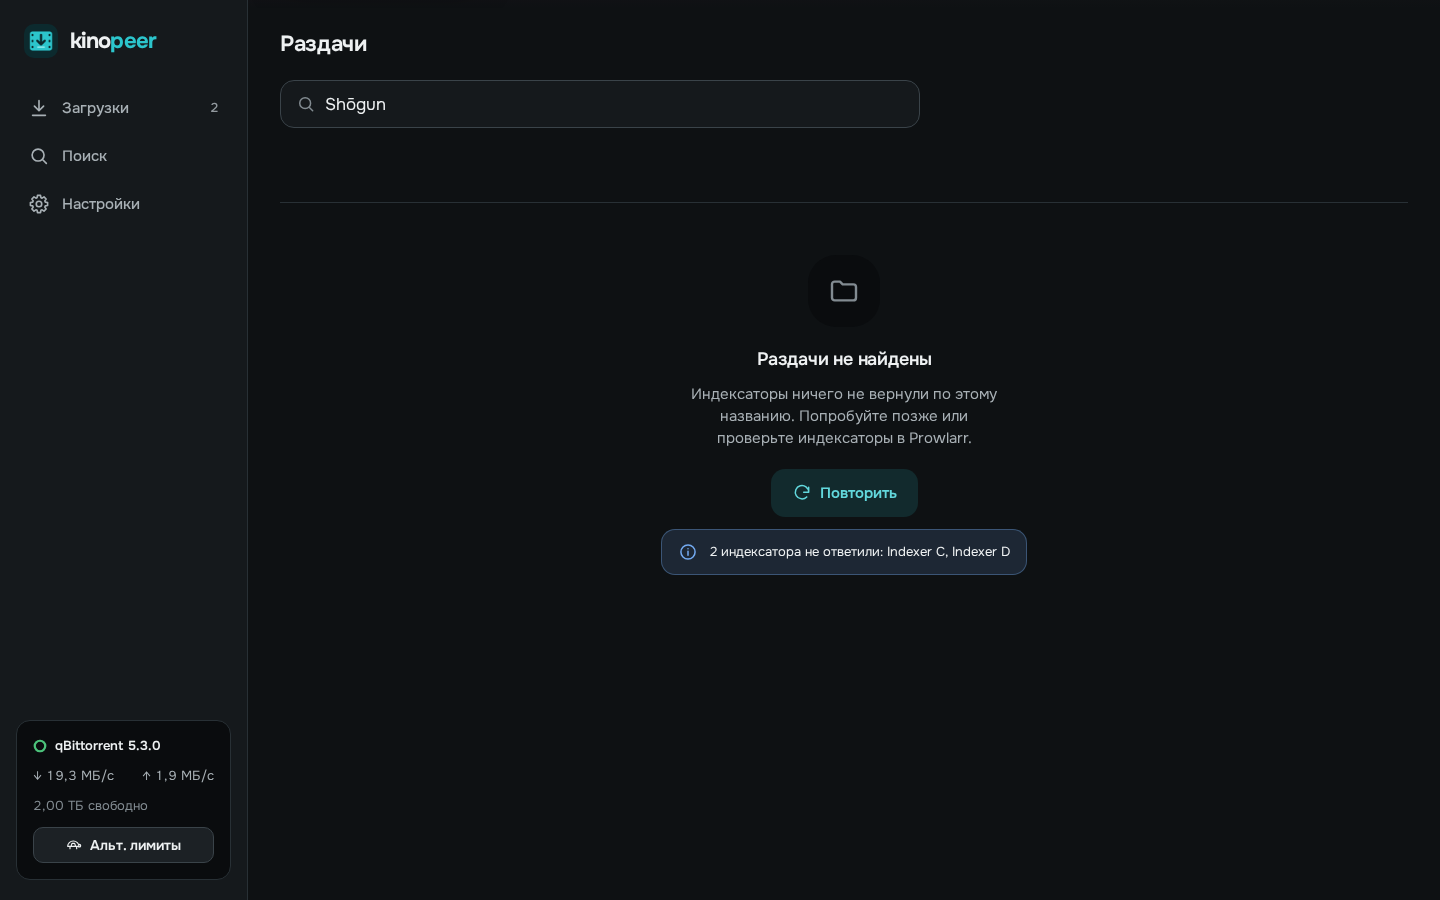 kinopeer
Загрузки 2
Поиск
Настройки
Раздачи
Shōgun
Раздачи не найдены
Индексаторы ничего не вернули по этому
названию. Попробуйте позже или
проверьте индексаторы в Prowlarr.
Повторить
2 индексатора не ответили: Indexer C, Indexer D
qBittorrent 5.3.0
↓ 19,3 МБ/с ↑ 1,9 МБ/с
2,00 ТБ свободно
Альт. лимиты